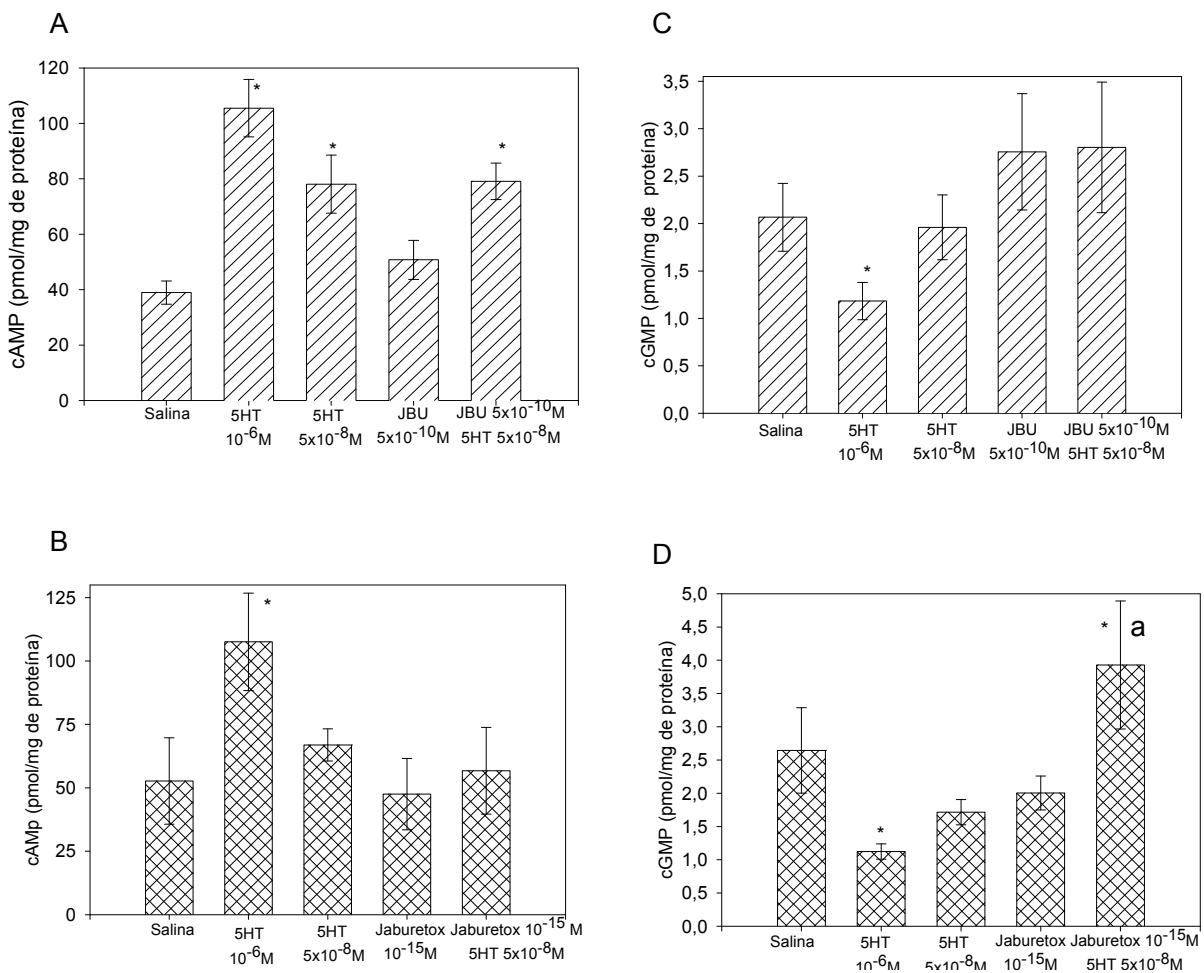 A
cAMP (pmol/mg de proteína)
120
100
80
60
40
20
0
*
*
*
Salina
5HT
10⁻⁶M
5HT
5x10⁻⁸M
JBU
5x10⁻¹⁰M
JBU 5x10⁻¹⁰M
5HT 5x10⁻⁸M
C
cGMP (pmol/mg de proteína)
3,5
3,0
2,5
2,0
1,5
1,0
0,5
0,0
*
Salina
5HT
10⁻⁶M
5HT
5x10⁻⁸M
JBU
5x10⁻¹⁰M
JBU 5x10⁻¹⁰M
5HT 5x10⁻⁸M
B
cAMp (pmol/mg de proteína)
125
100
75
50
25
0
*
Salina
5HT
10⁻⁶M
5HT
5x10⁻⁸M
Jaburetox
10⁻¹⁵M
Jaburetox 10⁻¹⁵ M
5HT 5x10⁻⁸M
D
cGMP (pmol/mg de proteína)
5,0
4,5
4,0
3,5
3,0
2,5
2,0
1,5
1,0
0,5
0,0
*
* a
Salina
5HT
10⁻⁶M
5HT
5x10⁻⁸M
Jaburetox
10⁻¹⁵M
Jaburetox 10⁻¹⁵M
5HT 5x10⁻⁸M